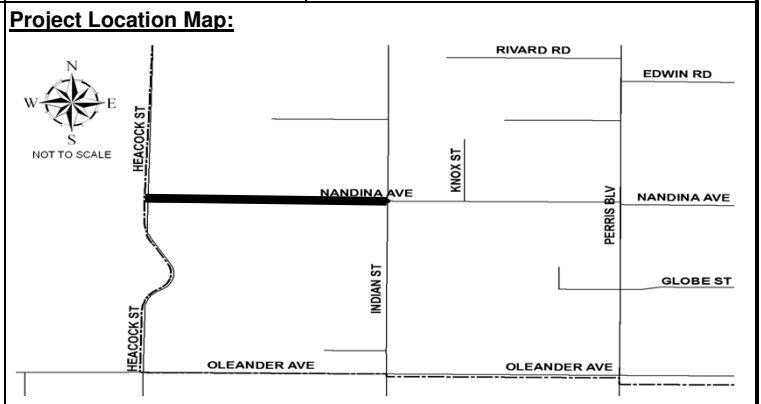 Project Location Map:
RIVARD RD
EDWIN RD
N
W
E
S
NOT TO SCALE
HEACOCK ST
KNOX ST
NANDINA AVE
NANDINA AVE
PERRIS BLV
INDIAN ST
GLOBE ST
HEACOCK ST
OLEANDER AVE
OLEANDER AVE